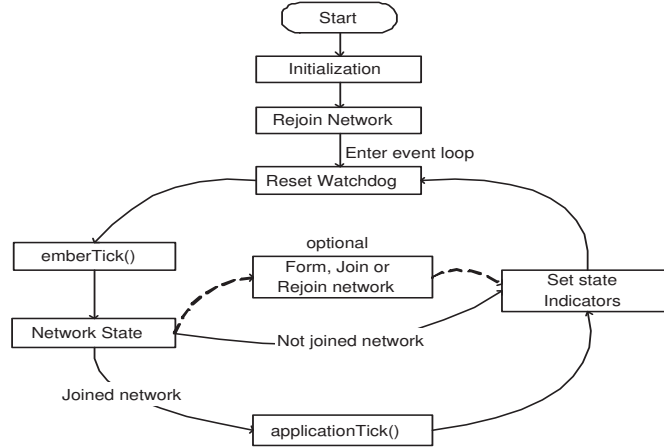 Start
Initialization
Rejoin Network
Enter event loop
Reset Watchdog
emberTick()
optional
Form, Join or
Rejoin network
Set state
Indicators
Network State
Not joined network
Joined network
applicationTick()